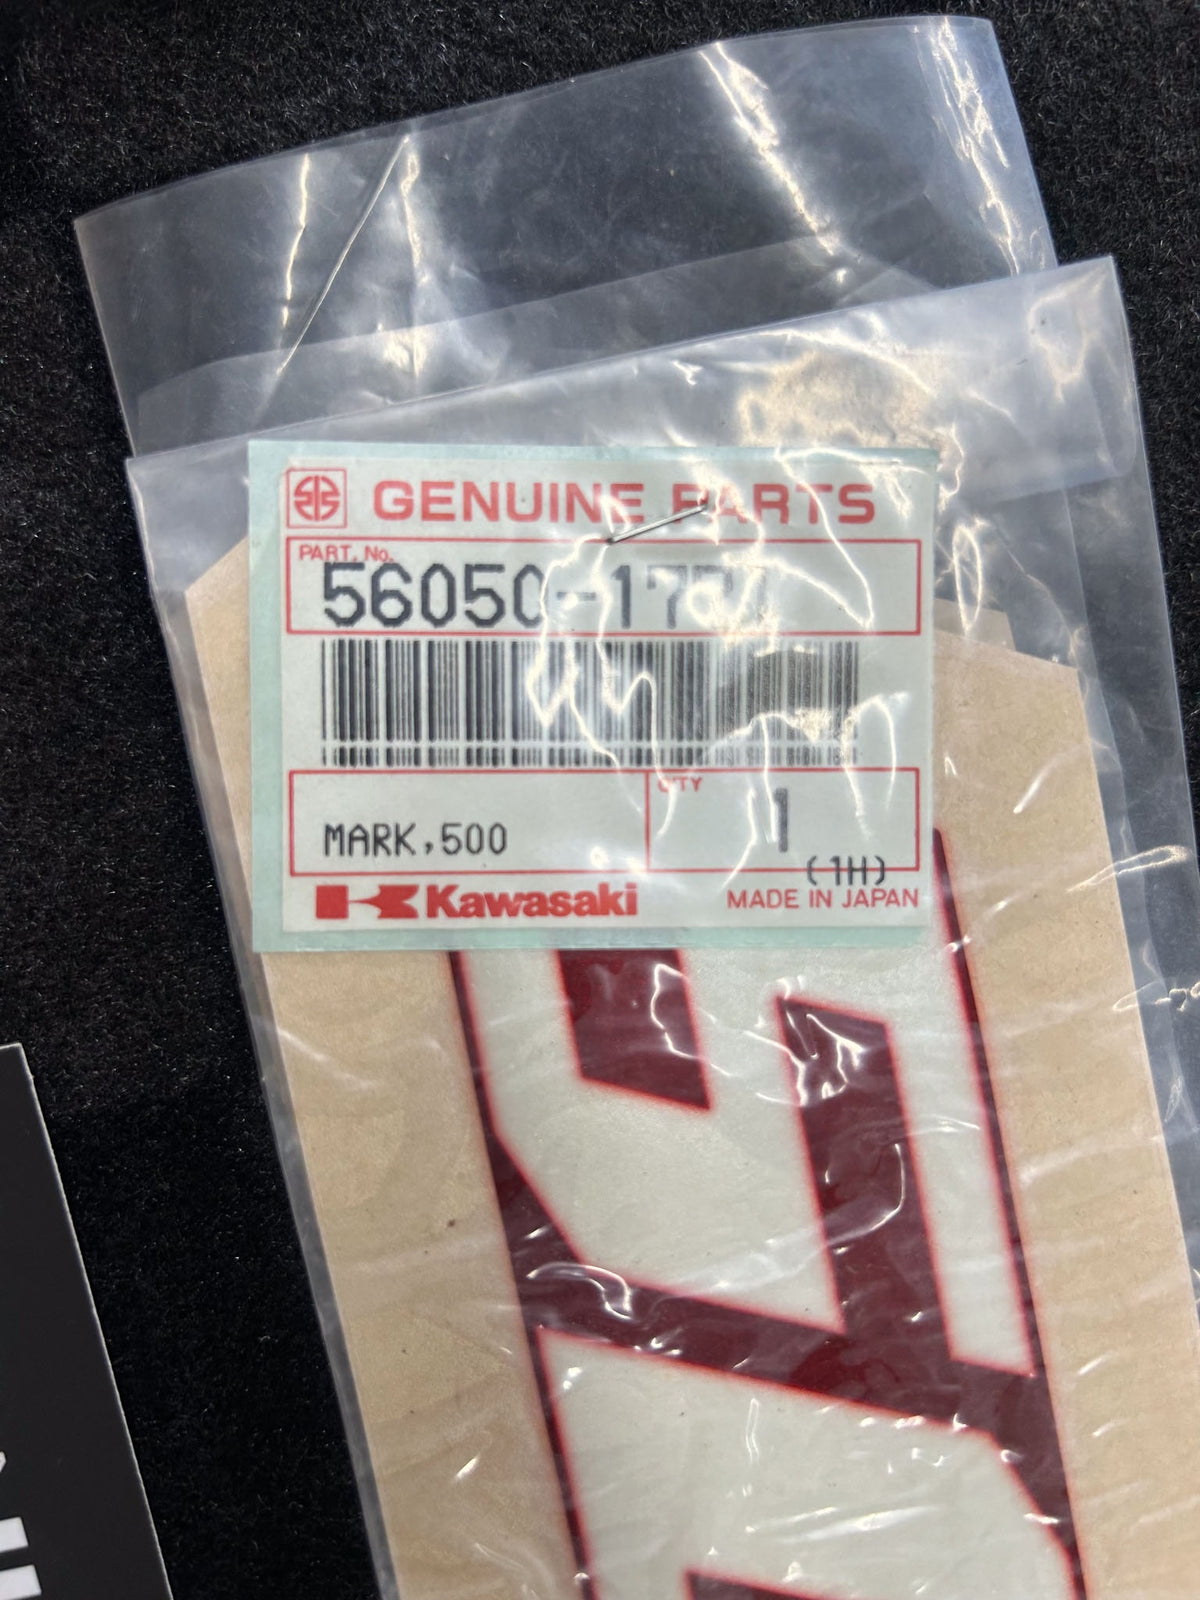 GENUINE PARTS
PART. No.
MARK,500
QTY
1
(1H)
Kawasaki
MADE IN JAPAN